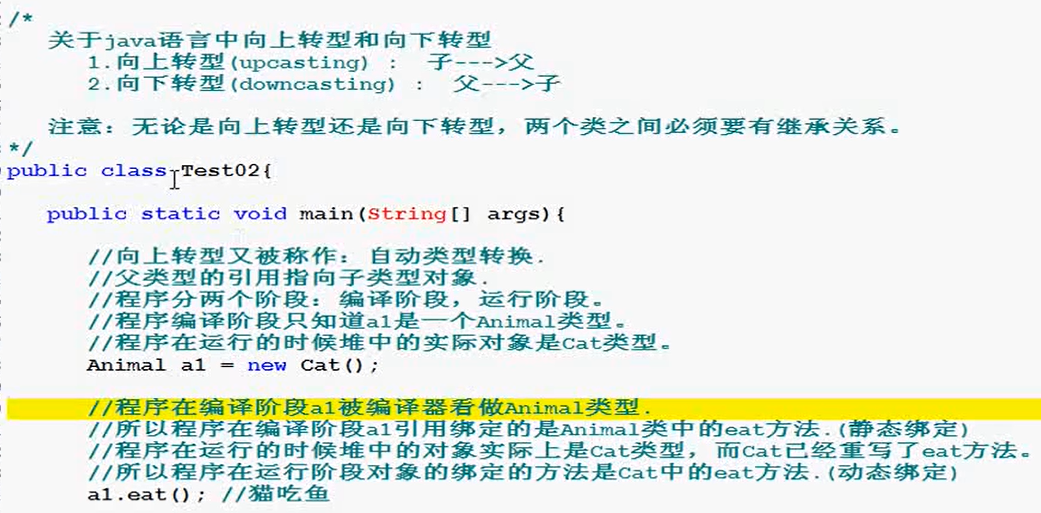 /*
关于java语言中向上转型和向下转型
1.向上转型(upcasting) : 子--->父
2.向下转型(downcasting) : 父--->子
注意：无论是向上转型还是向下转型，两个类之间必须要有继承关系。
*/
public class Test02{
public static void main(String[] args){
//向上转型又被称作：自动类型转换.
//父类型的引用指向子类型对象.
//程序分两个阶段：编译阶段，运行阶段。
//程序编译阶段只知道a1是一个Animal类型。
//程序在运行的时候堆中的实际对象是Cat类型。
Animal a1 = new Cat();
//程序在编译阶段a1被编译器看做Animal类型.
//所以程序在编译阶段a1引用绑定的是Animal类中的eat方法.(静态绑定)
//程序在运行的时候堆中的对象实际上是Cat类型，而Cat已经重写了eat方法。
//所以程序在运行阶段对象的绑定的方法是Cat中的eat方法.(动态绑定)
a1.eat(); //猫吃鱼